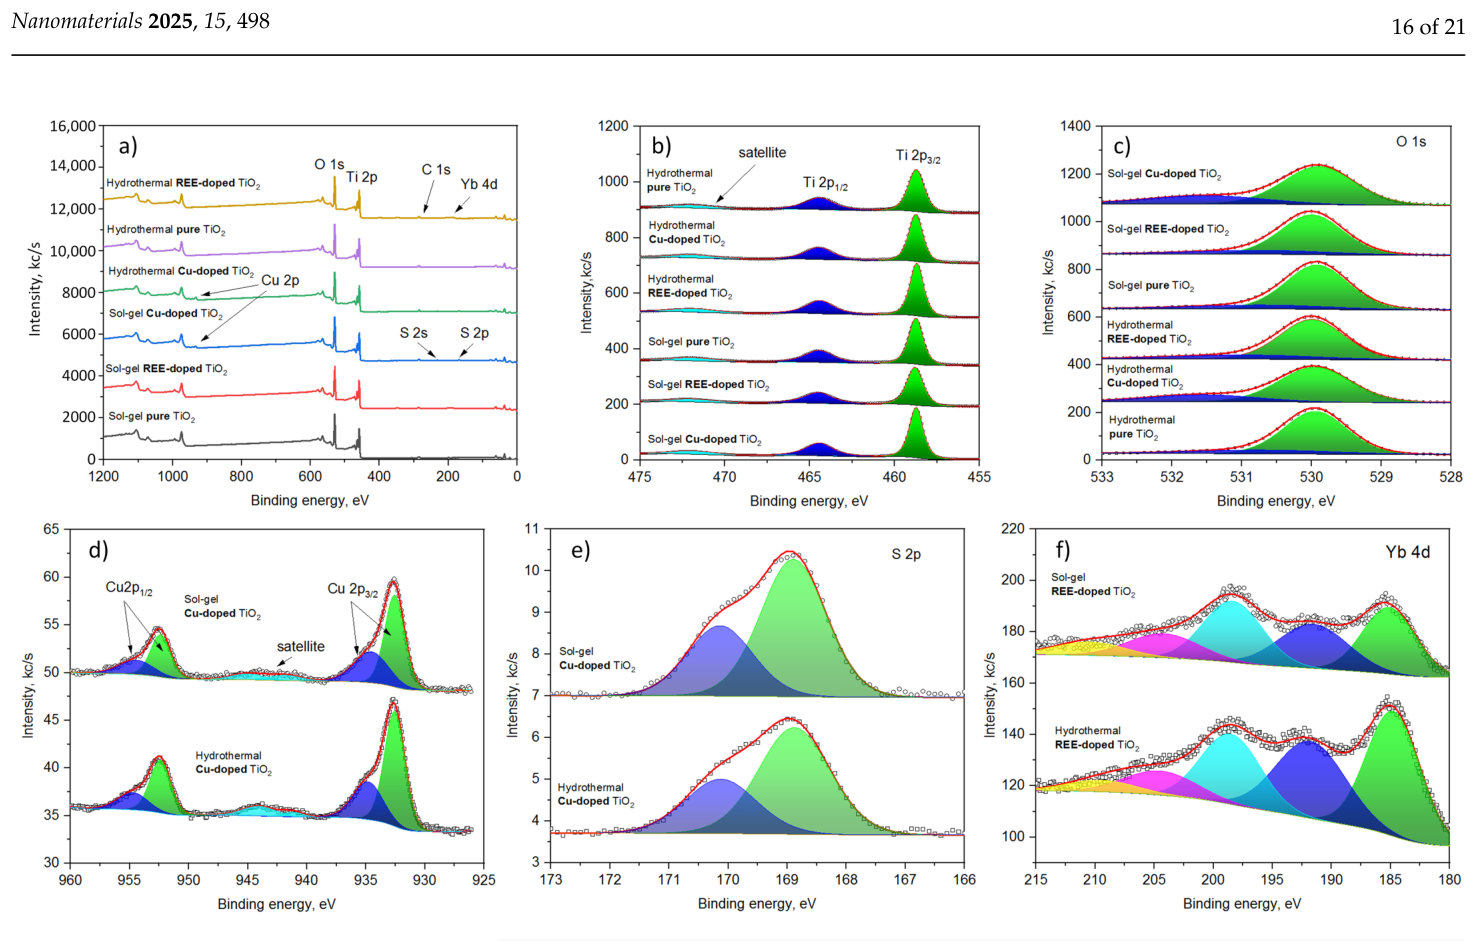 Nanomaterials 2025, 15, 498
16 of 21
a)
16,000
14,000
12,000
10,000
8000
6000
4000
2000
0
Intensity, kc/s
Hydrothermal REE-doped TiO2
Hydrothermal pure TiO2
Hydrothermal Cu-doped TiO2
Sol-gel Cu-doped TiO2
Sol-gel REE-doped TiO2
Sol-gel pure TiO2
O 1s
Ti 2p
C 1s
Yb 4d
Cu 2p
S 2s
S 2p
1200 1000 800 600 400 200 0
Binding energy, eV
b)
1200
1000
800
600
400
200
0
Intensity,kc/s
satellite
Ti 2p1/2
Ti 2p3/2
Hydrothermal
pure TiO2
Hydrothermal
Cu-doped TiO2
Hydrothermal
REE-doped TiO2
Sol-gel pure TiO2
Sol-gel REE-doped TiO2
Sol-gel Cu-doped TiO2
475 470 465 460 455
Binding energy, eV
c)
O 1s
1400
1200
1000
800
600
400
200
0
Intensity, kc/s
Sol-gel Cu-doped TiO2
Sol-gel REE-doped TiO2
Sol-gel pure TiO2
Hydrothermal
REE-doped TiO2
Hydrothermal
Cu-doped TiO2
Hydrothermal
pure TiO2
533 532 531 530 529 528
Binding energy, eV
d)
65
60
55
50
45
40
35
30
Intensity, kc/s
Cu2p1/2
Sol-gel
Cu-doped TiO2
Cu 2p3/2
satellite
Hydrothermal
Cu-doped TiO2
960 955 950 945 940 935 930 925
Binding energy, eV
e)
S 2p
11
10
9
8
7
6
5
4
3
Intensity, kc/s
Sol-gel
Cu-doped TiO2
Hydrothermal
Cu-doped TiO2
173 172 171 170 169 168 167 166
Binding energy, eV
f)
Yb 4d
220
200
180
160
140
120
100
Intensity, kc/s
Sol-gel
REE-doped TiO2
Hydrothermal
REE-doped TiO2
215 210 205 200 195 190 185 180
Binding energy, eV